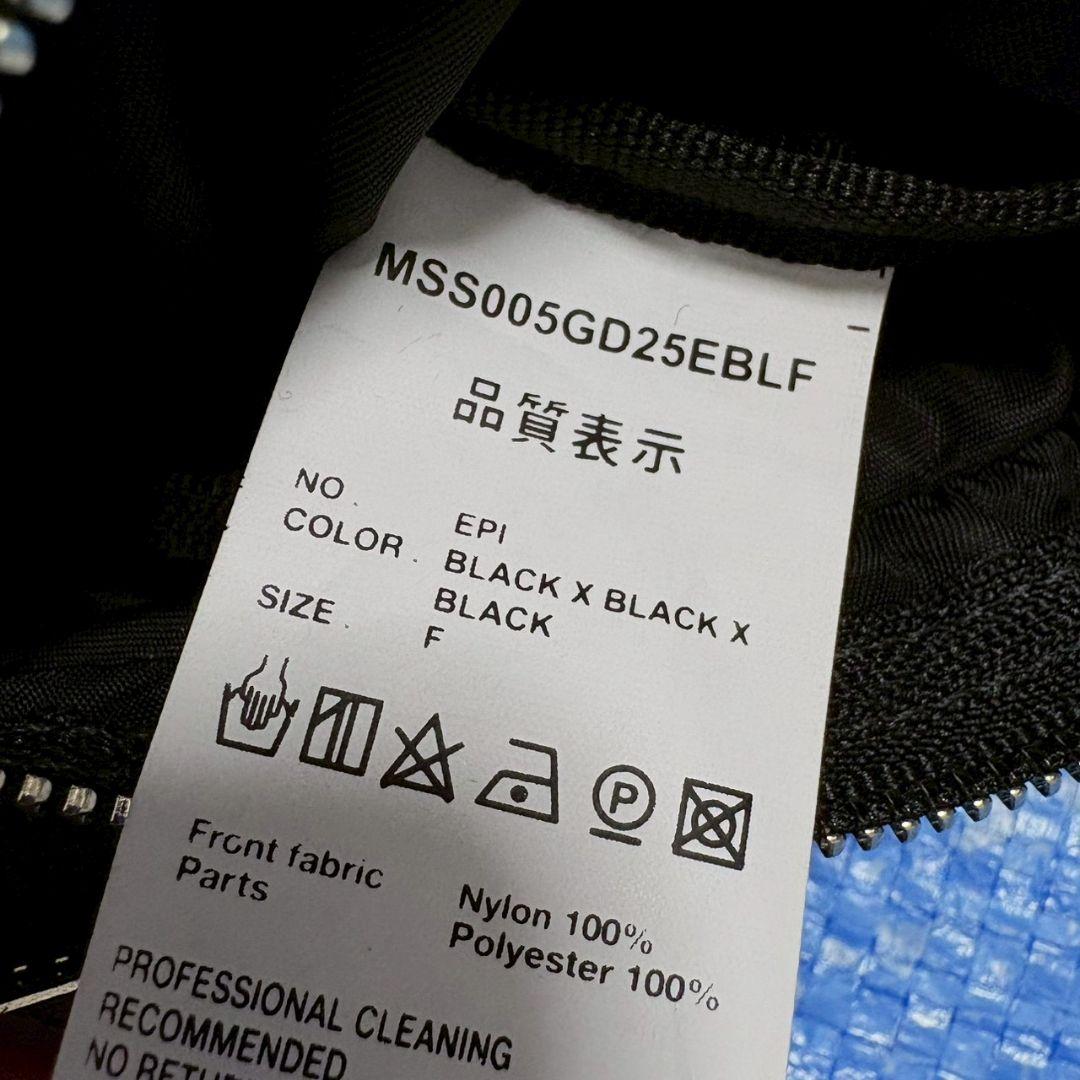 MSS005GD25EBLF
品質表示
NO. EPI
COLOR. BLACK X BLACK X
BLACK
SIZE. F
P
Front fabric Nylon 100%
Parts Polyester 100%
PROFESSIONAL CLEANING
RECOMMENDED
NO